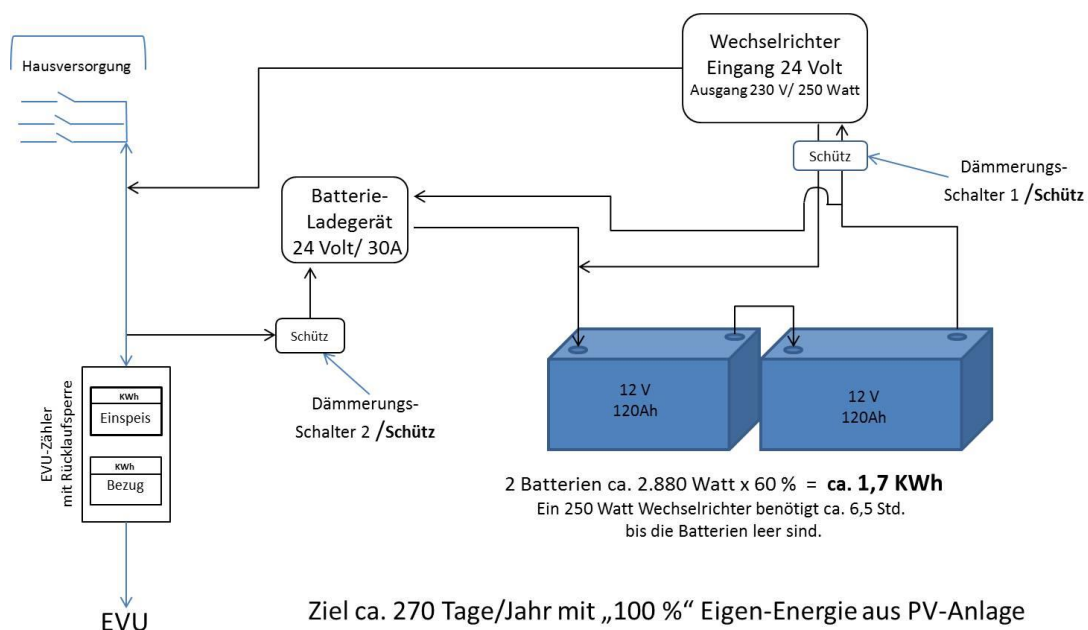 Hausversorgung
Wechselrichter
Eingang 24 Volt
Ausgang 230 V/ 250 Watt
Schütz
Dämmerungs-
Schalter 1 /Schütz
Batterie-
Ladegerät
24 Volt/ 30A
Schütz
Dämmerungs-
Schalter 2 /Schütz
EVU-Zähler
mit Rücklaufsperre
KWh
Einspeis
KWh
Bezug
EVU
12 V
120Ah
12 V
120Ah
2 Batterien ca. 2.880 Watt x 60 % = ca. 1,7 KWh
Ein 250 Watt Wechselrichter benötigt ca. 6,5 Std.
bis die Batterien leer sind.
Ziel ca. 270 Tage/Jahr mit „100 %“ Eigen-Energie aus PV-Anlage